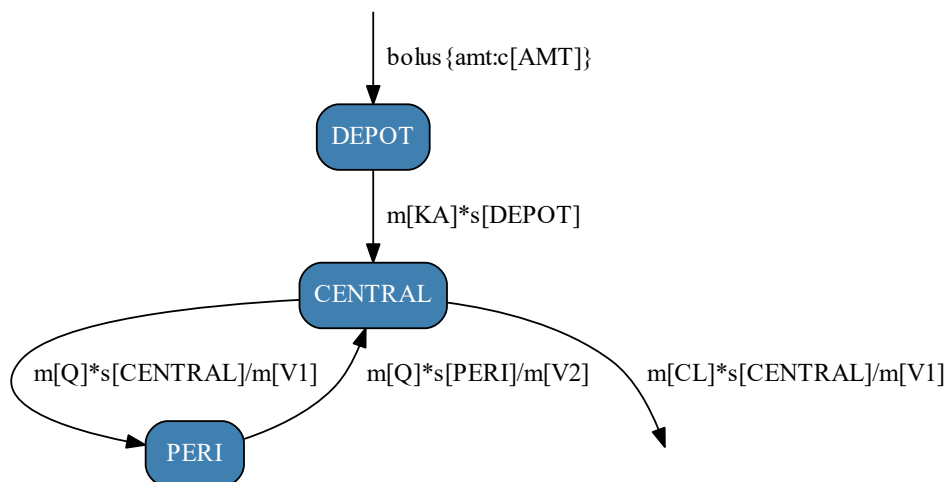 bolus{amt:c[AMT]}
DEPOT
m[KA]*s[DEPOT]
CENTRAL
m[Q]*s[CENTRAL]/m[V1]
m[Q]*s[PERI]/m[V2]
m[CL]*s[CENTRAL]/m[V1]
PERI